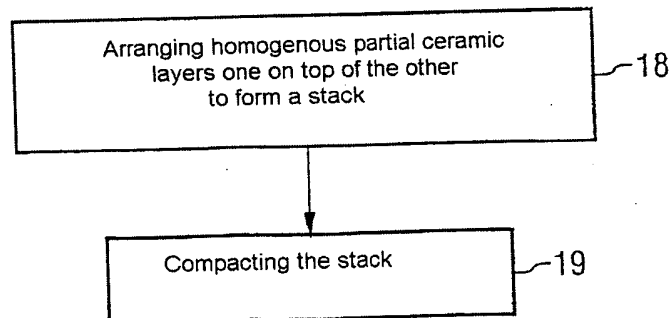 Arranging homogenous partial ceramic
layers one on top of the other
to form a stack
18
Compacting the stack
19